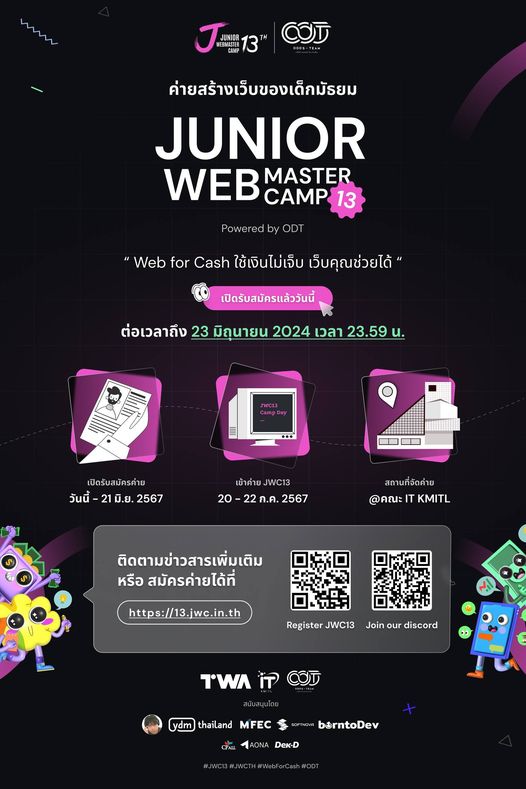 JUNIOR
WEBMASTER
CAMP
13TH
ODT
ODDS - TEAM
ค่ายสร้างเว็บของเด็กมัธยม
JUNIOR
WEB MASTER
CAMP 13
Powered by ODT
“ Web for Cash ใช้เงินไม่เจ็บ เว็บคุณช่วยได้ “
เปิดรับสมัครแล้ววันนี้
ต่อเวลาถึง 23 มิถุนายน 2024 เวลา 23.59 น.
JWC13
Camp Day
เปิดรับสมัครค่าย
วันนี้ - 21 มิ.ย. 2567
เข้าค่าย JWC13
20 - 22 ก.ค. 2567
สถานที่จัดค่าย
@คณะ IT KMITL
ติดตามข่าวสารเพิ่มเติม
หรือ สมัครค่ายได้ที่
https://13.jwc.in.th
Register JWC13
Join our discord
TWA
iT
KMITL
ODT
ODDS - TEAM
สนับสนุนโดย
ydm thailand
MFEC
SOFTNOVA
borntoDev
CPALL
AONA
DEK-D
#JWC13 #JWCTH #WebForCash #ODT